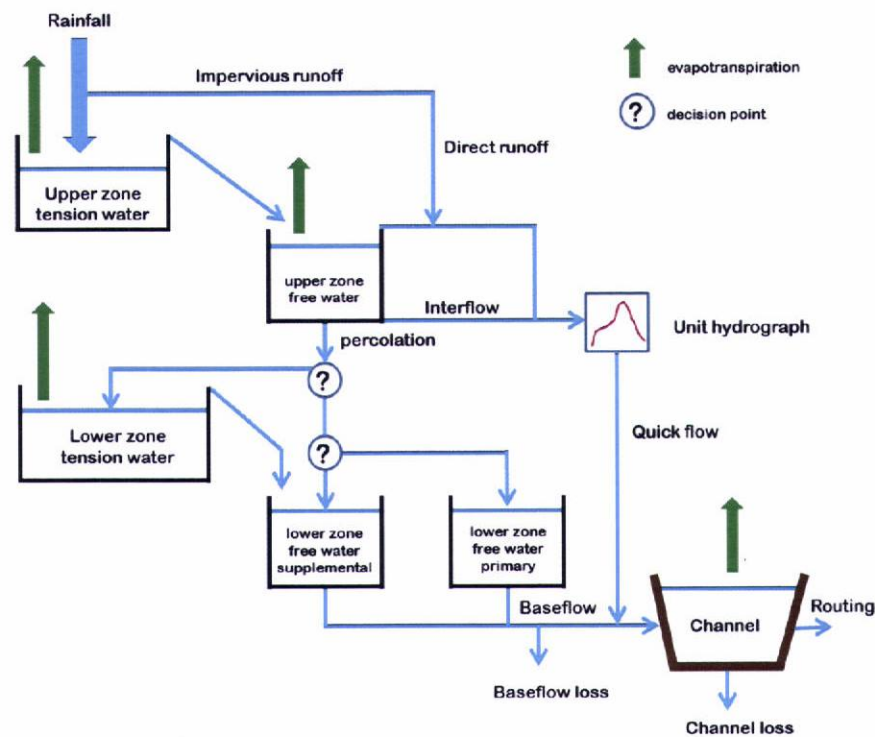 Rainfall
Impervious runoff
evapotranspiration
?
decision point
Direct runoff
Upper zone
tension water
upper zone
free water
Interflow
Unit hydrograph
percolation
?
Lower zone
tension water
?
Quick flow
lower zone
free water
supplemental
lower zone
free water
primary
Baseflow
Channel
Routing
Baseflow loss
Channel loss